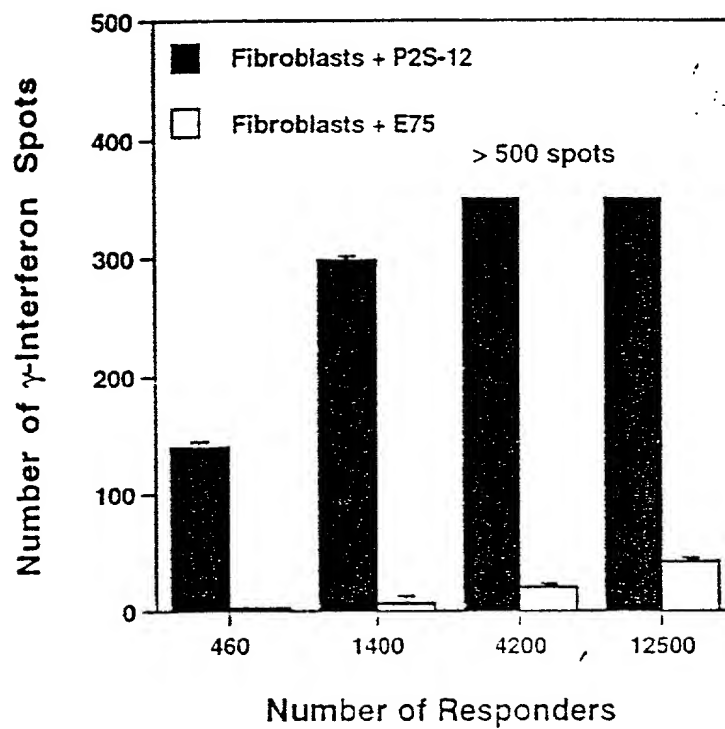 Number of γ-Interferon Spots
500
400
300
200
100
0
Fibroblasts + P2S-12
Fibroblasts + E75
> 500 spots
460
1400
4200
12500
Number of Responders